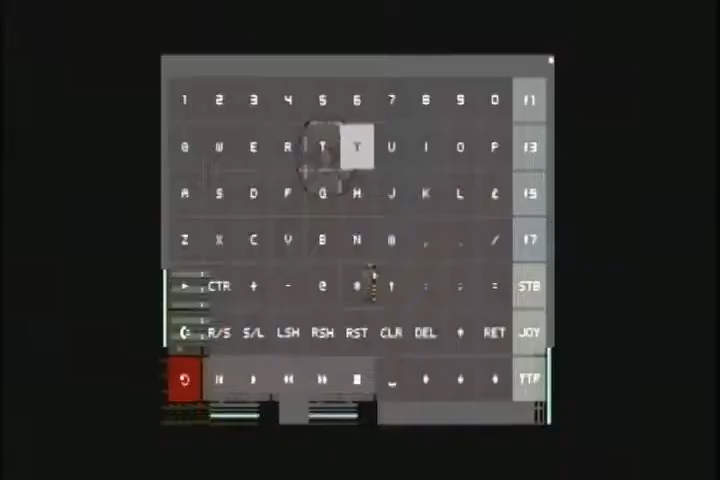 1 2 3 4 5 6 7 8 9 0 f1
Q W E R T Y U I O P f3
A S D F G H J K L £ f5
Z X C V B N M , . / f7
CTR + - @ * ↑ : ; =  STB
R/S S/L LSH RSH RST CLR DEL RET JOY